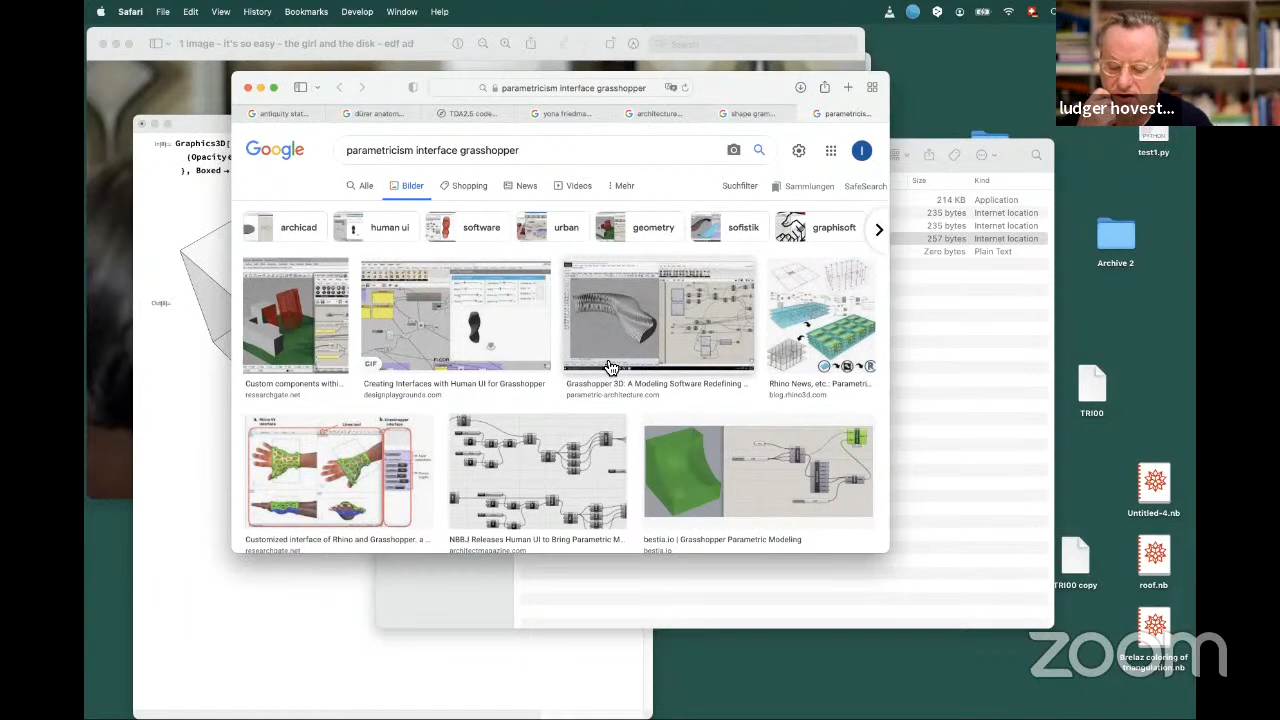 Safari File Edit View History Bookmarks Develop Window Help
1 image - it's so easy - the girl and the disk - edf ad
Search
parametricism interface grasshopper
antiquity stat...
dürer anatom...
TDA2.5 code...
yona friedma...
architecture...
shape gram...
parametricis...
Google
parametricism interface grasshopper
Alle
Bilder
Shopping
News
Videos
Mehr
Suchfilter
Sammlungen
SafeSearch
archicad
human ui
software
urban
geometry
sofistik
graphisoft
GIF
Custom components withi...
researchgate.net
Creating Interfaces with Human UI for Grasshopper
designplaygrounds.com
Grasshopper 3D: A Modeling Software Redefining ...
parametric-architecture.com
Rhino News, etc.: Parametri...
blog.rhino3d.com
Customized interface of Rhino and Grasshopper. a ...
researchgate.net
NBBJ Releases Human UI to Bring Parametric M...
architectmagazine.com
bestia.io | Grasshopper Parametric Modeling
bestia.io
Graphics3D[
{Opacity
}, Boxed→
Size Kind
214 KB Application
235 bytes Internet location
235 bytes Internet location
257 bytes Internet location
Zero bytes Plain Text
ludger hovest...
PYTHON
test1.py
Archive 2
TRI00
Untitled-4.nb
TRI00 copy
roof.nb
Brelaz coloring of
triangulation.nb
zoom